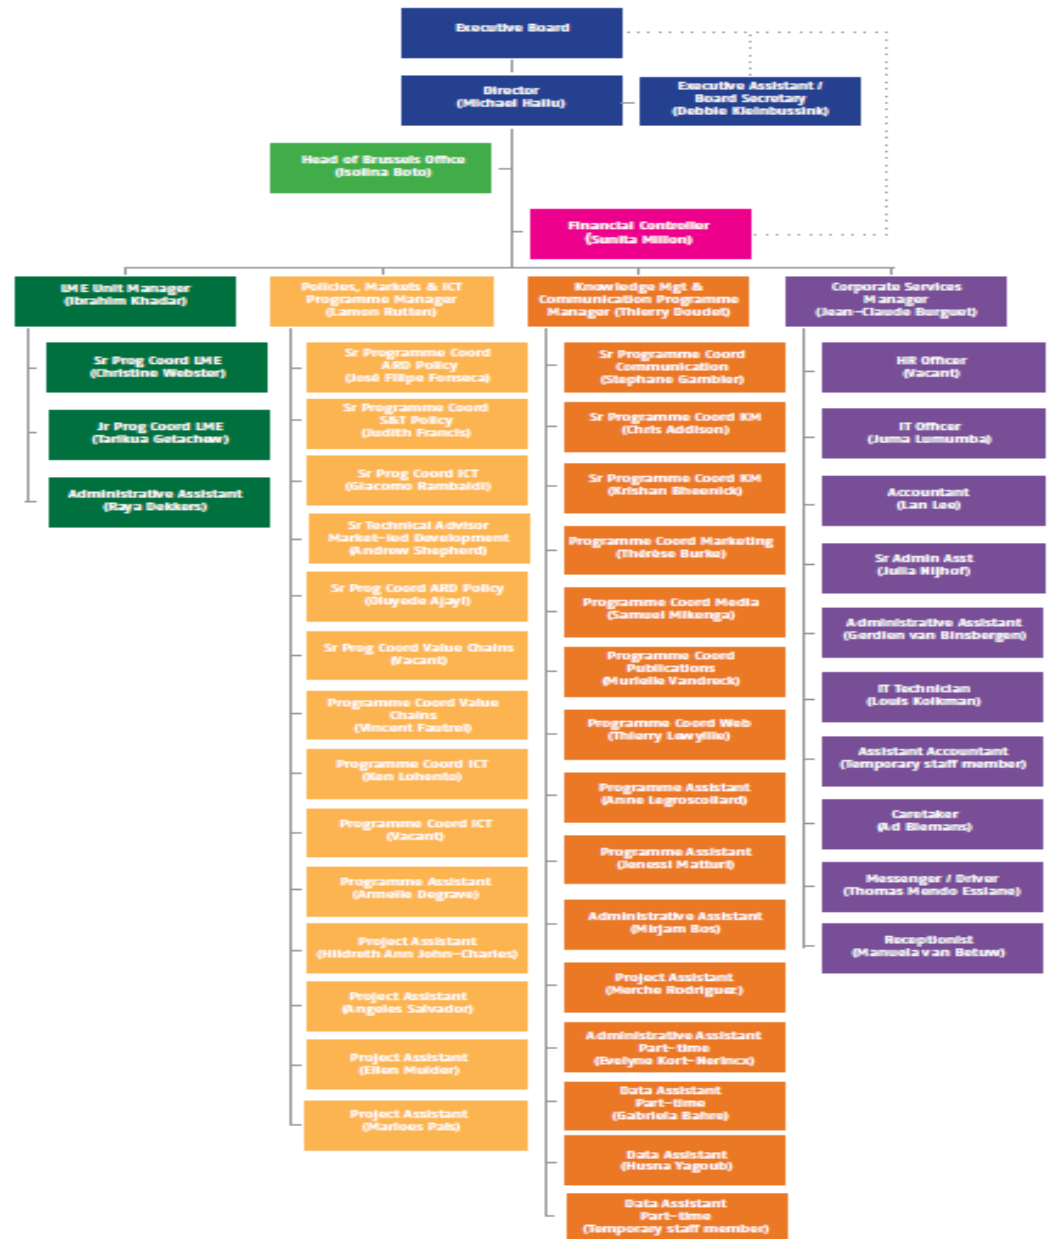 Executive Board
Director
(Michael Hailu)
Executive Assistant /
Board Secretary
(Debbie Kleinbussink)
Head of Brussels Office
(Isolina Boto)
Financial Controller
(Sunita Millon)
LME Unit Manager
(Ibrahim Khadar)
Sr Prog Coord LME
(Christine Webster)
Jr Prog Coord LME
(Tarikua Getachew)
Administrative Assistant
(Raya Dekkers)
Policies, Markets & ICT
Programme Manager
(Lamon Rutten)
Sr Programme Coord
ARD Policy
(José Filipe Fonseca)
Sr Programme Coord
S&T Policy
(Judith Francis)
Sr Prog Coord ICT
(Giacomo Rambaldi)
Sr Technical Advisor
Market-led Development
(Andrew Shepherd)
Sr Prog Coord ARD Policy
(Oluyede Ajayi)
Sr Prog Coord Value Chains
(Vacant)
Programme Coord Value
Chains
(Vincent Fautrel)
Programme Coord ICT
(Ken Lohento)
Programme Coord ICT
(Vacant)
Programme Assistant
(Armelle Degrave)
Project Assistant
(Hildreth Ann John-Charles)
Project Assistant
(Angeles Salvador)
Project Assistant
(Ellen Mulder)
Project Assistant
(Marloes Pals)
Knowledge Mgt &
Communication Programme
Manager (Thierry Doudet)
Sr Programme Coord
Communication
(Stephane Gambier)
Sr Programme Coord KM
(Chris Addison)
Sr Programme Coord KM
(Krishan Bheenick)
Programme Coord Marketing
(Thérèse Burke)
Programme Coord Media
(Samuel Mikenga)
Programme Coord
Publications
(Murielle Vandreck)
Programme Coord Web
(Thierry Lewyllie)
Programme Assistant
(Anne Legroscollard)
Programme Assistant
(Jenessi Matturi)
Administrative Assistant
(Mirjam Bos)
Project Assistant
(Merche Rodriguez)
Administrative Assistant
Part-time
(Evelyne Kort-Nerincx)
Data Assistant
Part-time
(Gabriela Bahre)
Data Assistant
(Husna Yagoub)
Data Assistant
Part-time
(Temporary staff member)
Corporate Services
Manager
(Jean-Claude Burguet)
HR Officer
(Vacant)
IT Officer
(Juma Lumumba)
Accountant
(Lan Lee)
Sr Admin Asst
(Julia Nijhof)
Administrative Assistant
(Gerdien van Binsbergen)
IT Technician
(Louis Kolkman)
Assistant Accountant
(Temporary staff member)
Caretaker
(Ad Biemans)
Messenger / Driver
(Thomas Mendo Essiane)
Receptionist
(Manuela van Betuw)